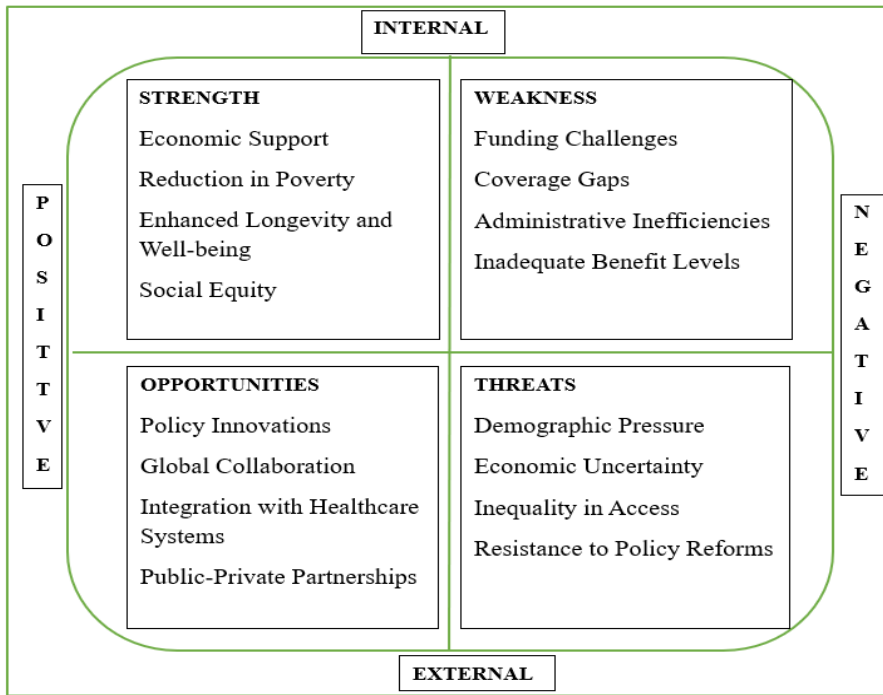 INTERNAL
POSITTVE
STRENGTH
Economic Support
Reduction in Poverty
Enhanced Longevity and
Well-being
Social Equity
WEAKNESS
Funding Challenges
Coverage Gaps
Administrative Inefficiencies
Inadequate Benefit Levels
NEGATIVE
OPPORTUNITIES
Policy Innovations
Global Collaboration
Integration with Healthcare
Systems
Public-Private Partnerships
THREATS
Demographic Pressure
Economic Uncertainty
Inequality in Access
Resistance to Policy Reforms
EXTERNAL